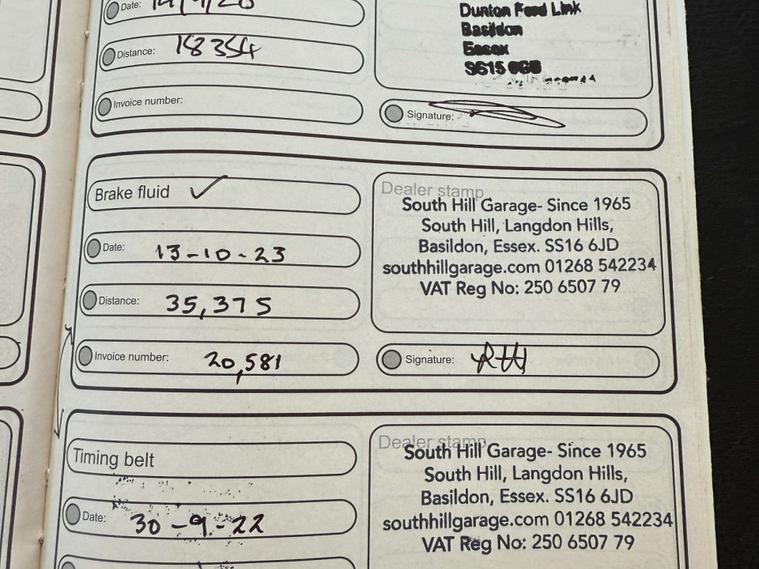 Date:
Distance: 18354
Invoice number:
Link
Basildon
Essex
Signature:
Brake fluid ✓
Date: 13-10-23
Distance: 35,375
Invoice number: 20,581
Dealer stamp
South Hill Garage- Since 1965
South Hill, Langdon Hills,
Basildon, Essex. SS16 6JD
southhillgarage.com 01268 542234
VAT Reg No: 250 6507 79
Signature:
Timing belt
Date: 30-9-22
Dealer stamp
South Hill Garage- Since 1965
South Hill, Langdon Hills,
Basildon, Essex. SS16 6JD
southhillgarage.com 01268 542234
VAT Reg No: 250 6507 79